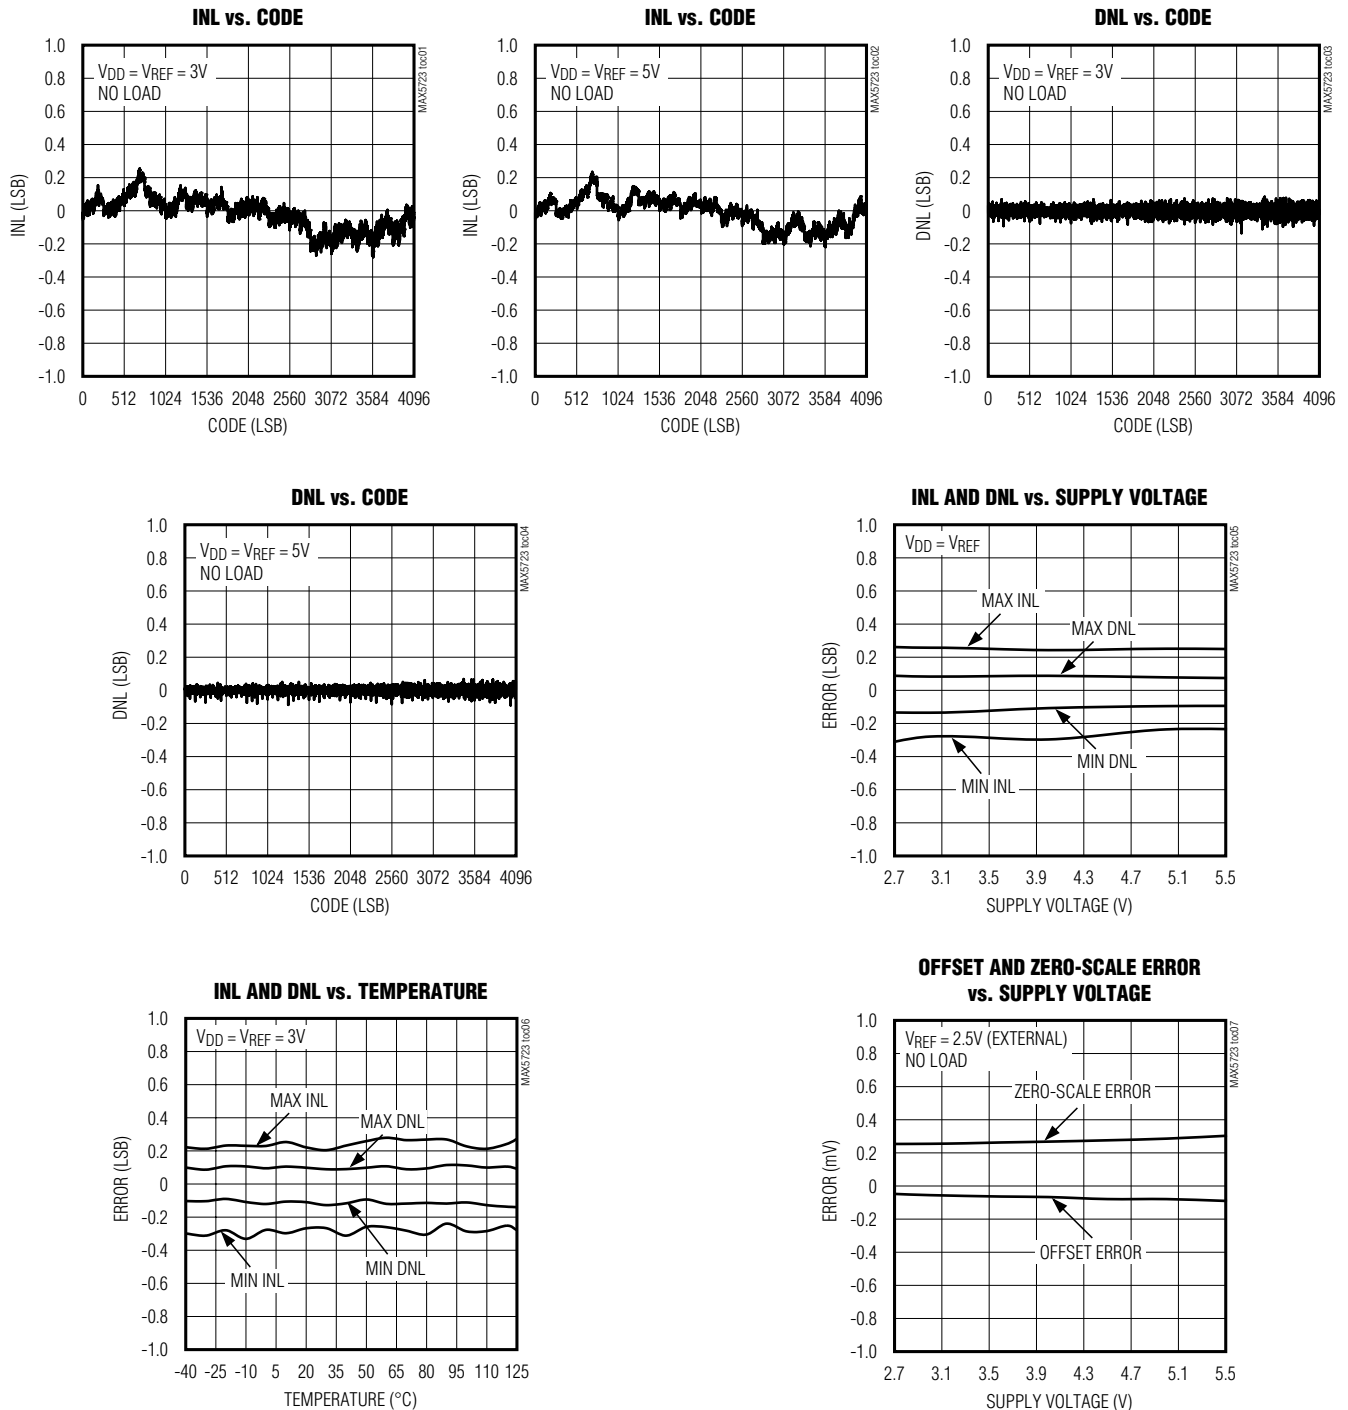 INL vs. CODE
MAX5723 toc01
VDD = VREF = 3V
NO LOAD
INL (LSB)
1.0
0.8
0.6
0.4
0.2
0
-0.2
-0.4
-0.6
-0.8
-1.0
0 512 1024 1536 2048 2560 3072 3584 4096
CODE (LSB)
INL vs. CODE
MAX5723 toc02
VDD = VREF = 5V
NO LOAD
INL (LSB)
1.0
0.8
0.6
0.4
0.2
0
-0.2
-0.4
-0.6
-0.8
-1.0
0 512 1024 1536 2048 2560 3072 3584 4096
CODE (LSB)
DNL vs. CODE
MAX5723 toc03
VDD = VREF = 3V
NO LOAD
DNL (LSB)
1.0
0.8
0.6
0.4
0.2
0
-0.2
-0.4
-0.6
-0.8
-1.0
0 512 1024 1536 2048 2560 3072 3584 4096
CODE (LSB)
DNL vs. CODE
MAX5723 toc04
VDD = VREF = 5V
NO LOAD
DNL (LSB)
1.0
0.8
0.6
0.4
0.2
0
-0.2
-0.4
-0.6
-0.8
-1.0
0 512 1024 1536 2048 2560 3072 3584 4096
CODE (LSB)
INL AND DNL vs. SUPPLY VOLTAGE
MAX5723 toc05
VDD = VREF
MAX INL
MAX DNL
MIN DNL
MIN INL
ERROR (LSB)
1.0
0.8
0.6
0.4
0.2
0
-0.2
-0.4
-0.6
-0.8
-1.0
2.7 3.1 3.5 3.9 4.3 4.7 5.1 5.5
SUPPLY VOLTAGE (V)
INL AND DNL vs. TEMPERATURE
MAX5723 toc06
VDD = VREF = 3V
MAX INL
MAX DNL
MIN DNL
MIN INL
ERROR (LSB)
1.0
0.8
0.6
0.4
0.2
0
-0.2
-0.4
-0.6
-0.8
-1.0
-40 -25 -10 5 20 35 50 65 80 95 110 125
TEMPERATURE (°C)
OFFSET AND ZERO-SCALE ERROR
vs. SUPPLY VOLTAGE
MAX5723 toc07
VREF = 2.5V (EXTERNAL)
NO LOAD
ZERO-SCALE ERROR
OFFSET ERROR
ERROR (mV)
1.0
0.8
0.6
0.4
0.2
0
-0.2
-0.4
-0.6
-0.8
-1.0
2.7 3.1 3.5 3.9 4.3 4.7 5.1 5.5
SUPPLY VOLTAGE (V)